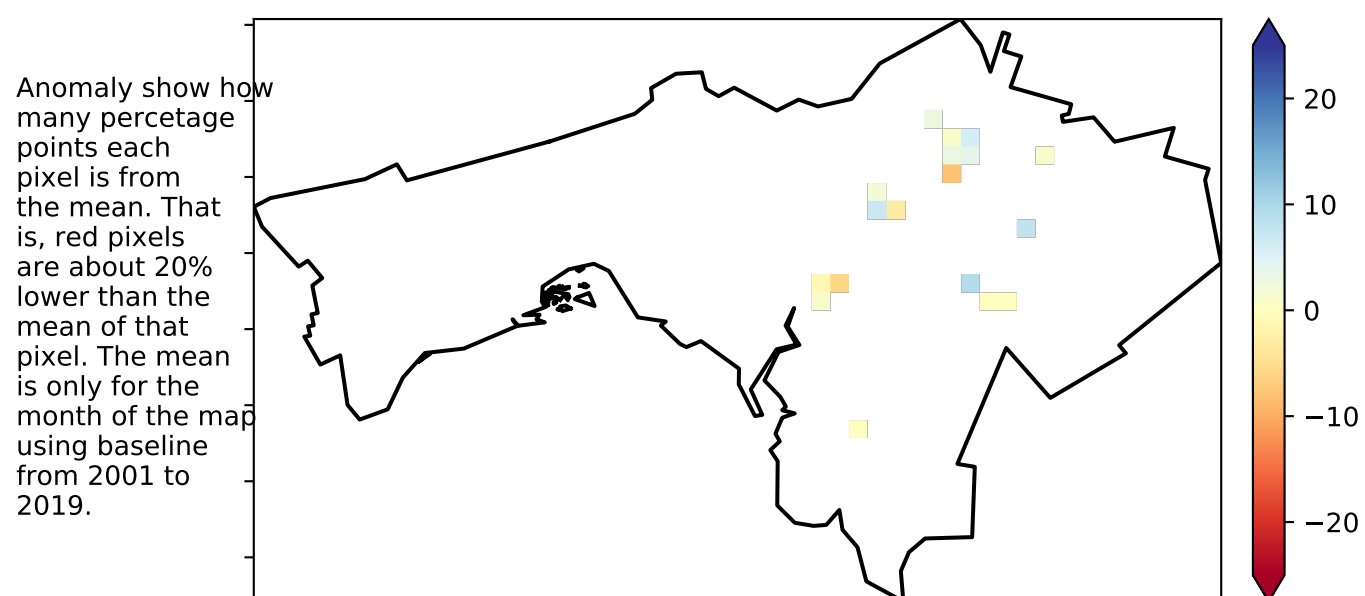 Anomaly show how
many percetage
points each
pixel is from
the mean. That
is, red pixels
are about 20%
lower than the
mean of that
pixel. The mean
is only for the
month of the map
using baseline
from 2001 to
2019.
20
10
0
−10
−20